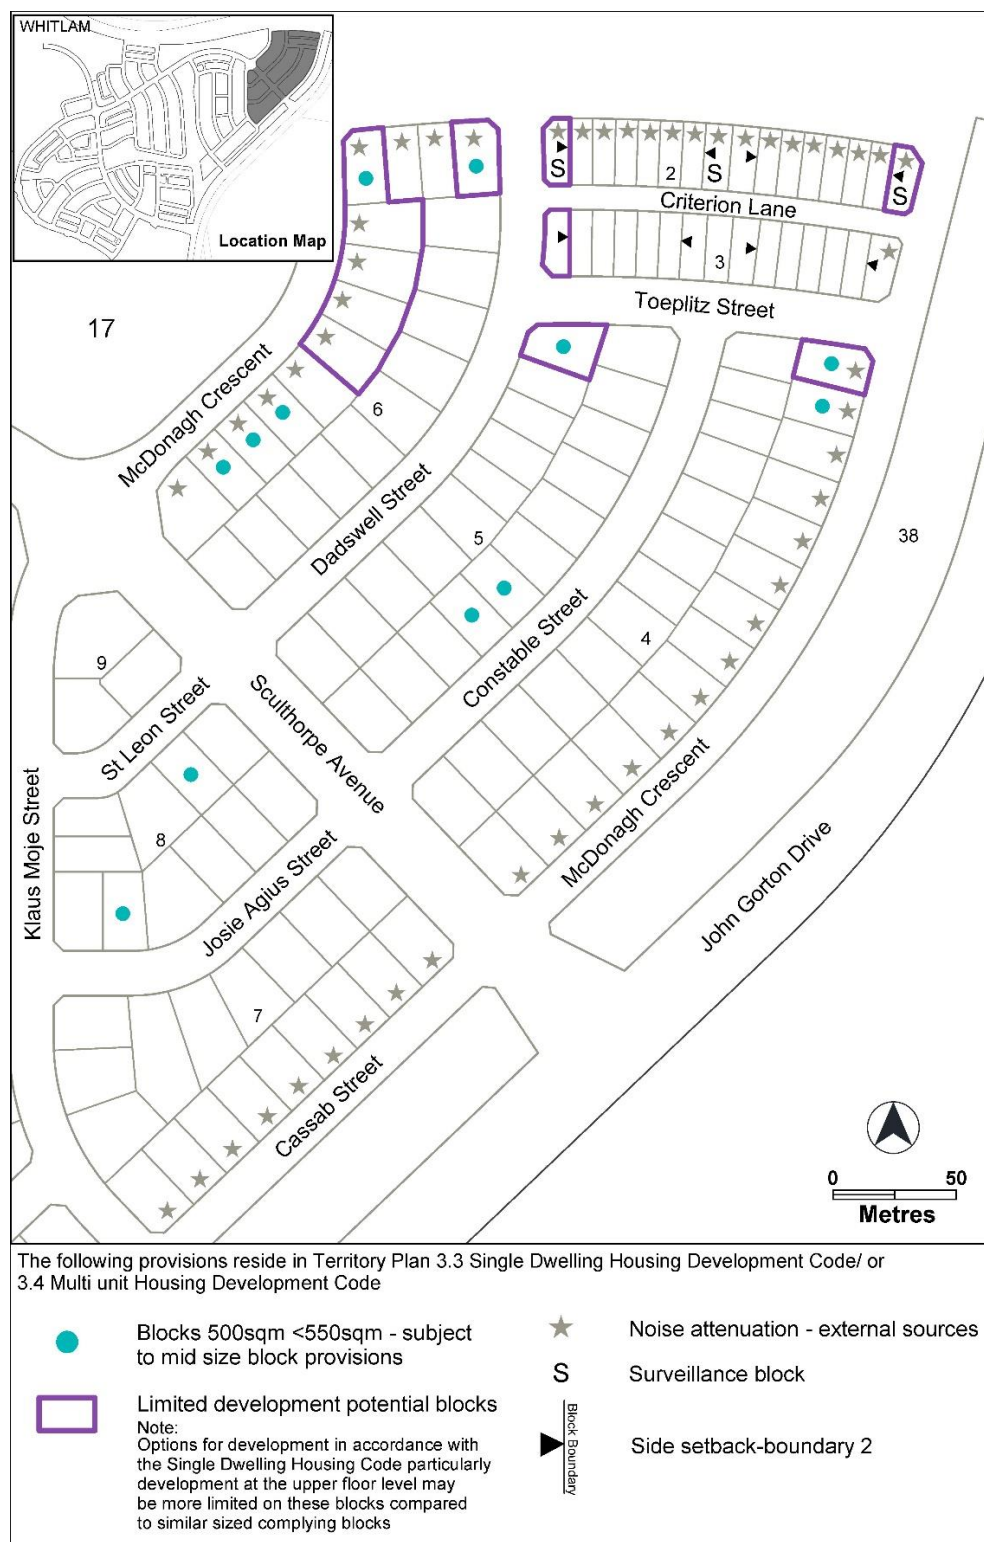 WHITLAM
Location Map
17
S
2
S
S
Criterion Lane
3
Toeplitz Street
McDonagh Crescent
6
Dadswell Street
5
38
Constable Street
4
9
St Leon Street
Sculthorpe Avenue
Klaus Moje Street
8
McDonagh Crescent
Josie Agius Street
John Gorton Drive
7
Cassab Street
0 50
Metres
The following provisions reside in Territory Plan 3.3 Single Dwelling Housing Development Code/ or
3.4 Multi unit Housing Development Code
Blocks 500sqm <550sqm - subject
to mid size block provisions
Limited development potential blocks
Note:
Options for development in accordance with
the Single Dwelling Housing Code particularly
development at the upper floor level may
be more limited on these blocks compared
to similar sized complying blocks
Noise attenuation - external sources
S Surveillance block
Block Boundary
Side setback-boundary 2